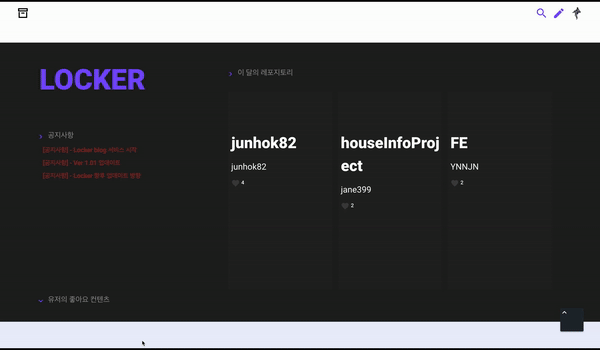 LOCKER
공지사항
[공지사항] - Locker blog 서비스 시작
[공지사항] - Ver 1.01 업데이트
[공지사항] - Locker 향후 업데이트 방향
유저의 좋아요 컨텐츠
이 달의 레포지토리
junhok82
junhok82
4
houseInfoProj
ect
jane399
2
FE
YNNJN
2